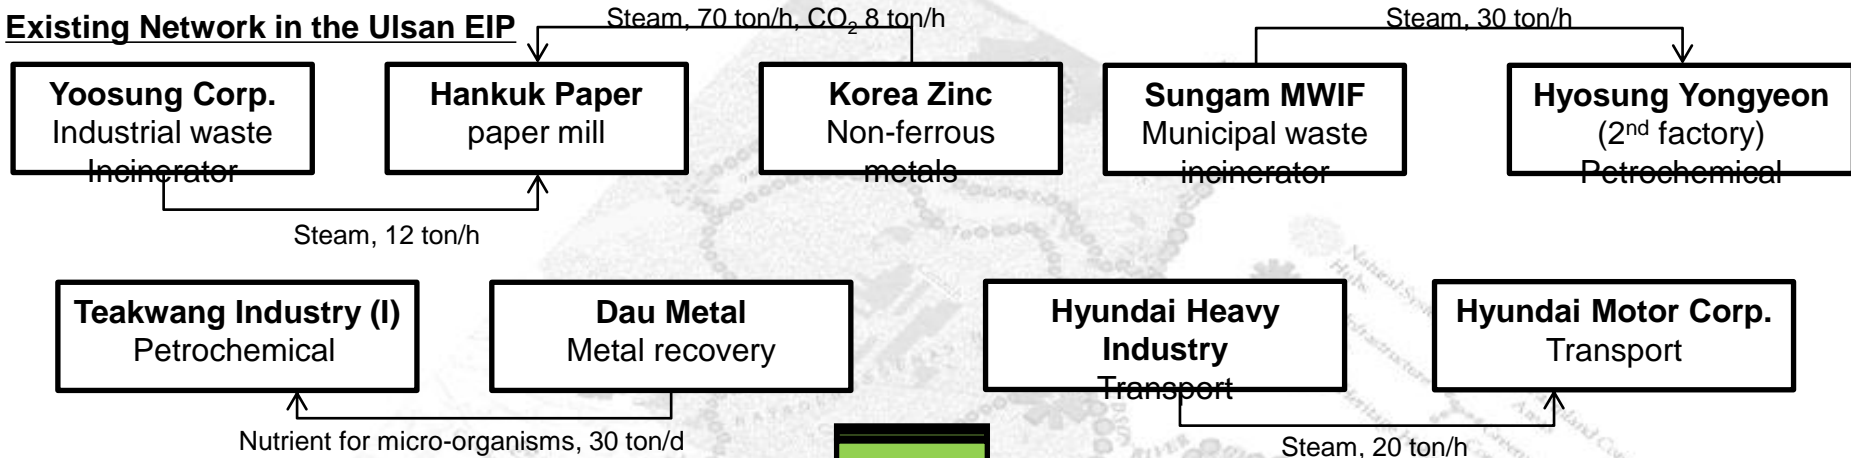 Existing Network in the Ulsan EIP
Steam, 70 ton/h, CO2 8 ton/h
Steam, 30 ton/h
Yoosung Corp.
Industrial waste
Incinerator
Hankuk Paper
paper mill
Korea Zinc
Non-ferrous
metals
Sungam MWIF
Municipal waste
incinerator
Hyosung Yongyeon
(2nd factory)
Petrochemical
Steam, 12 ton/h
Teakwang Industry (I)
Petrochemical
Dau Metal
Metal recovery
Hyundai Heavy
Industry
Transport
Hyundai Motor Corp.
Transport
Nutrient for micro-organisms, 30 ton/d
Steam, 20 ton/h